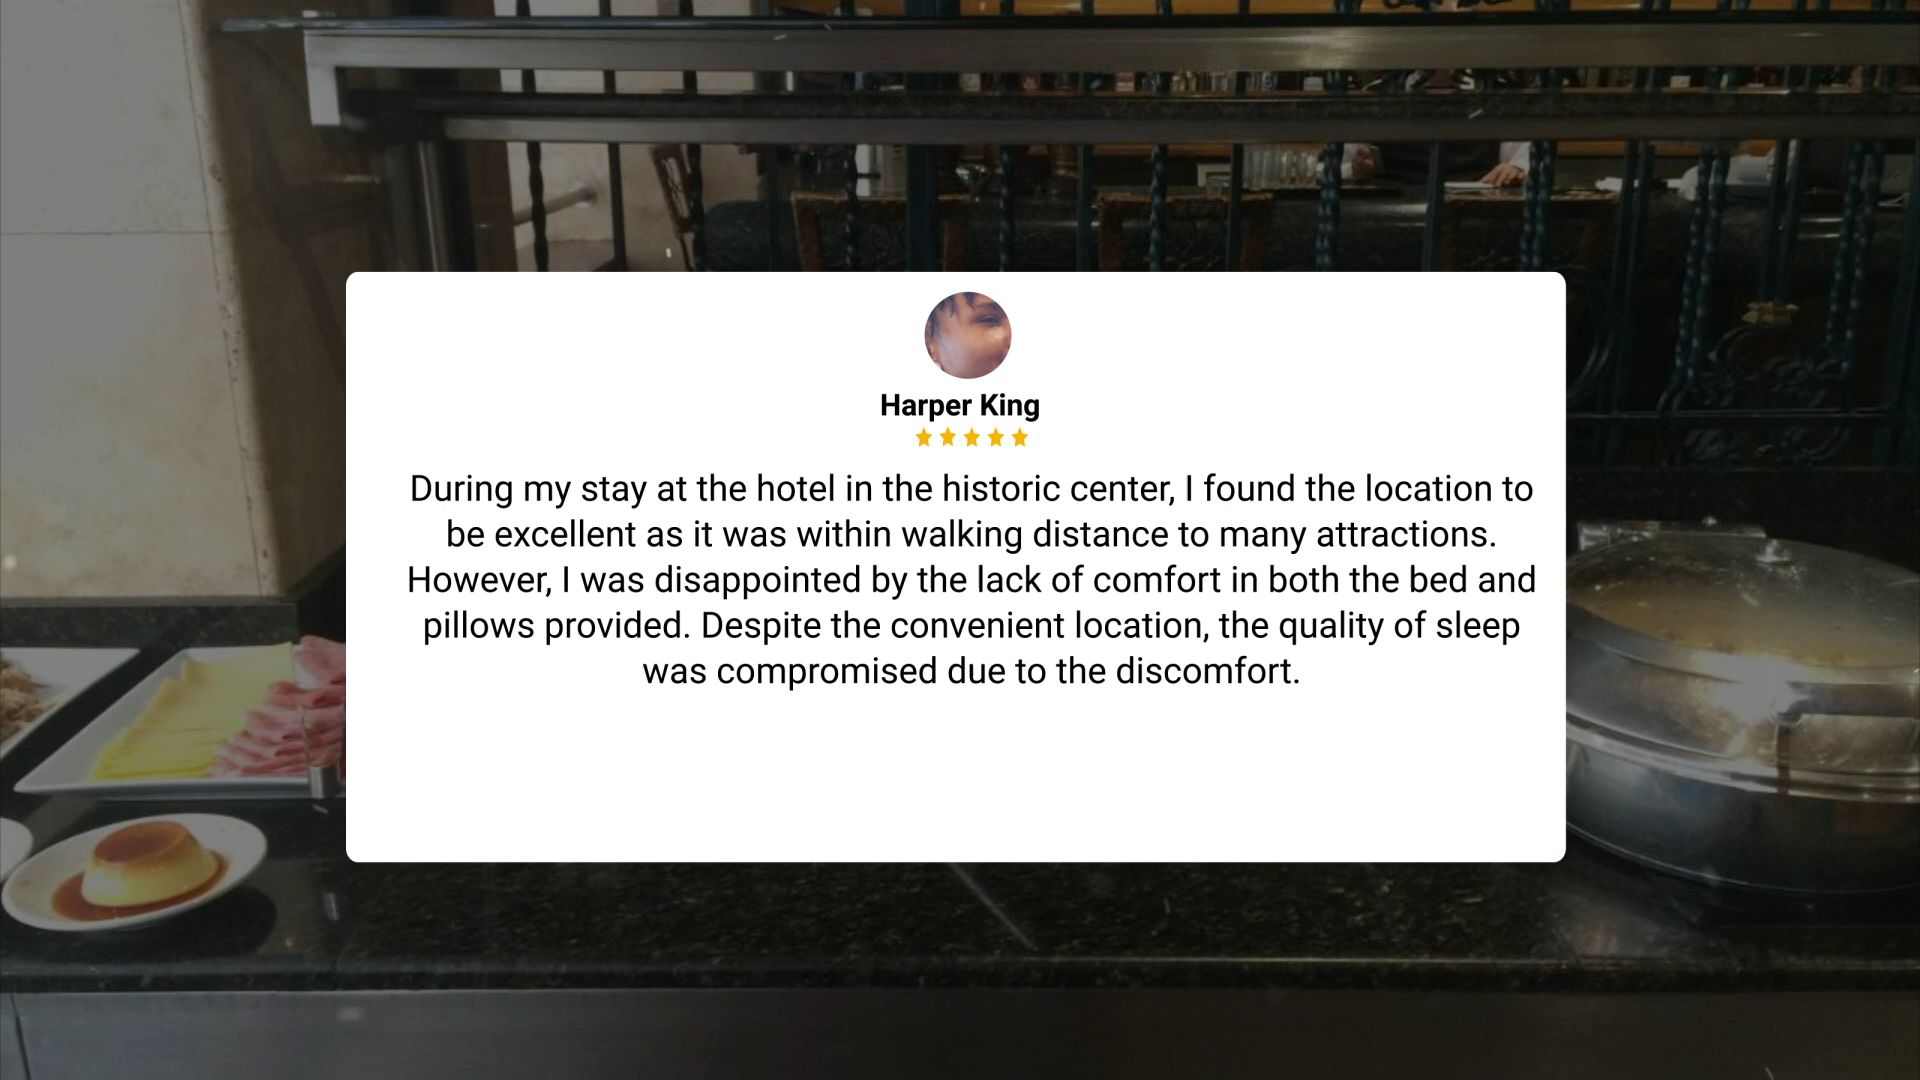 Harper King
During my stay at the hotel in the historic center, I found the location to
be excellent as it was within walking distance to many attractions.
However, I was disappointed by the lack of comfort in both the bed and
pillows provided. Despite the convenient location, the quality of sleep
was compromised due to the discomfort.